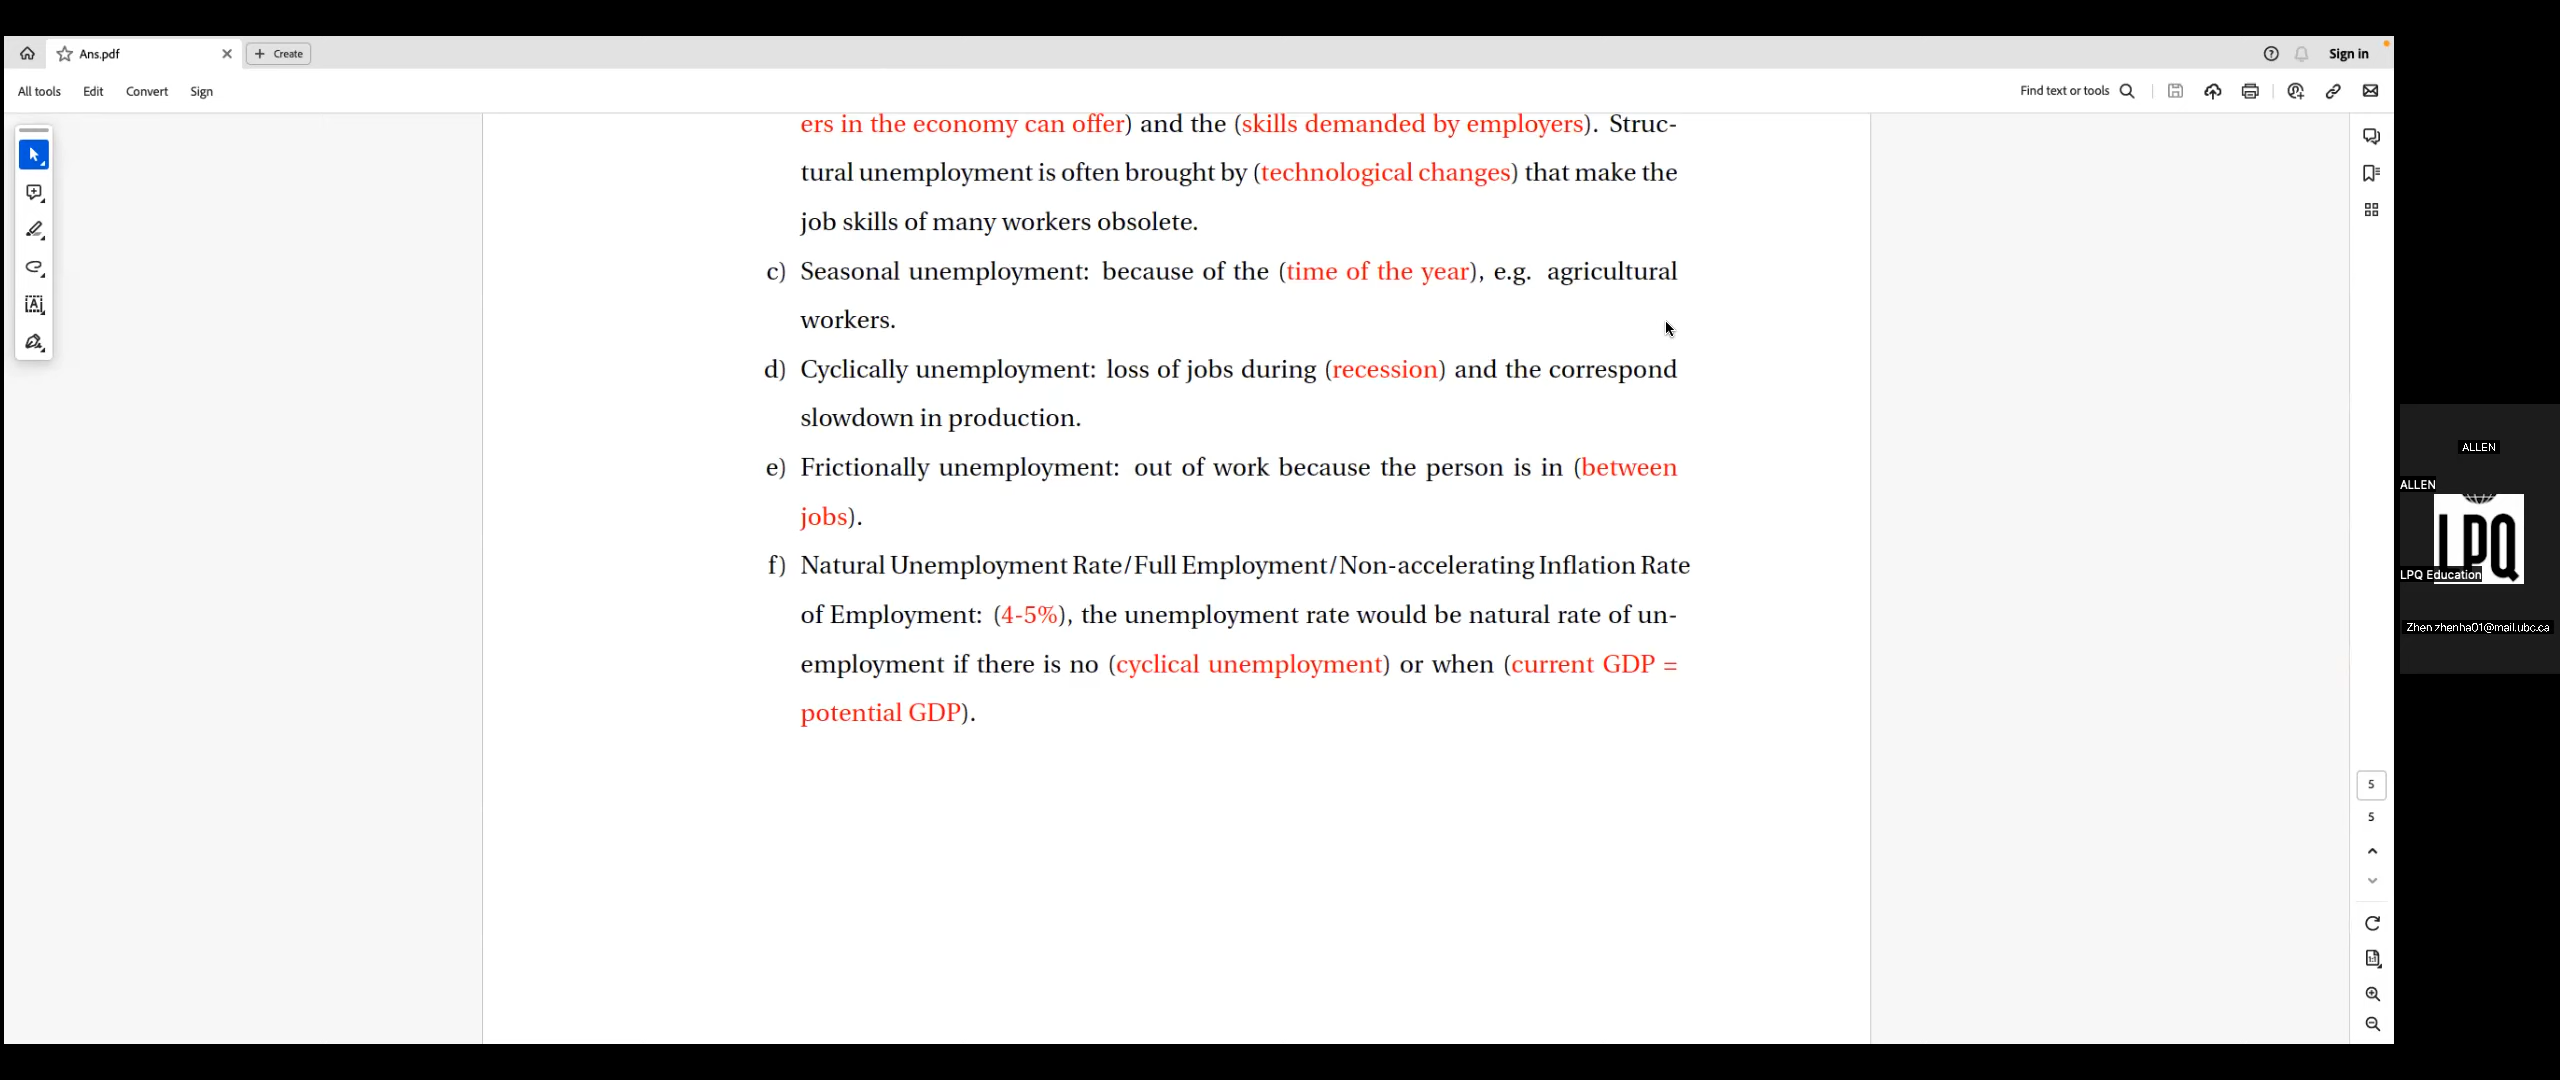 Ans.pdf
Create
Sign in
All tools Edit Convert Sign
Find text or tools
ers in the economy can offer) and the (skills demanded by employers). Struc-
tural unemployment is often brought by (technological changes) that make the
job skills of many workers obsolete.
c) Seasonal unemployment: because of the (time of the year), e.g. agricultural
workers.
d) Cyclically unemployment: loss of jobs during (recession) and the correspond
slowdown in production.
e) Frictionally unemployment: out of work because the person is in (between
jobs).
f) Natural Unemployment Rate/Full Employment/Non-accelerating Inflation Rate
of Employment: (4-5%), the unemployment rate would be natural rate of un-
employment if there is no (cyclical unemployment) or when (current GDP =
potential GDP).
5
5
ALLEN
ALLEN
LPQ
LPQ Education
Zhen zhenha01@mail.ubc.ca